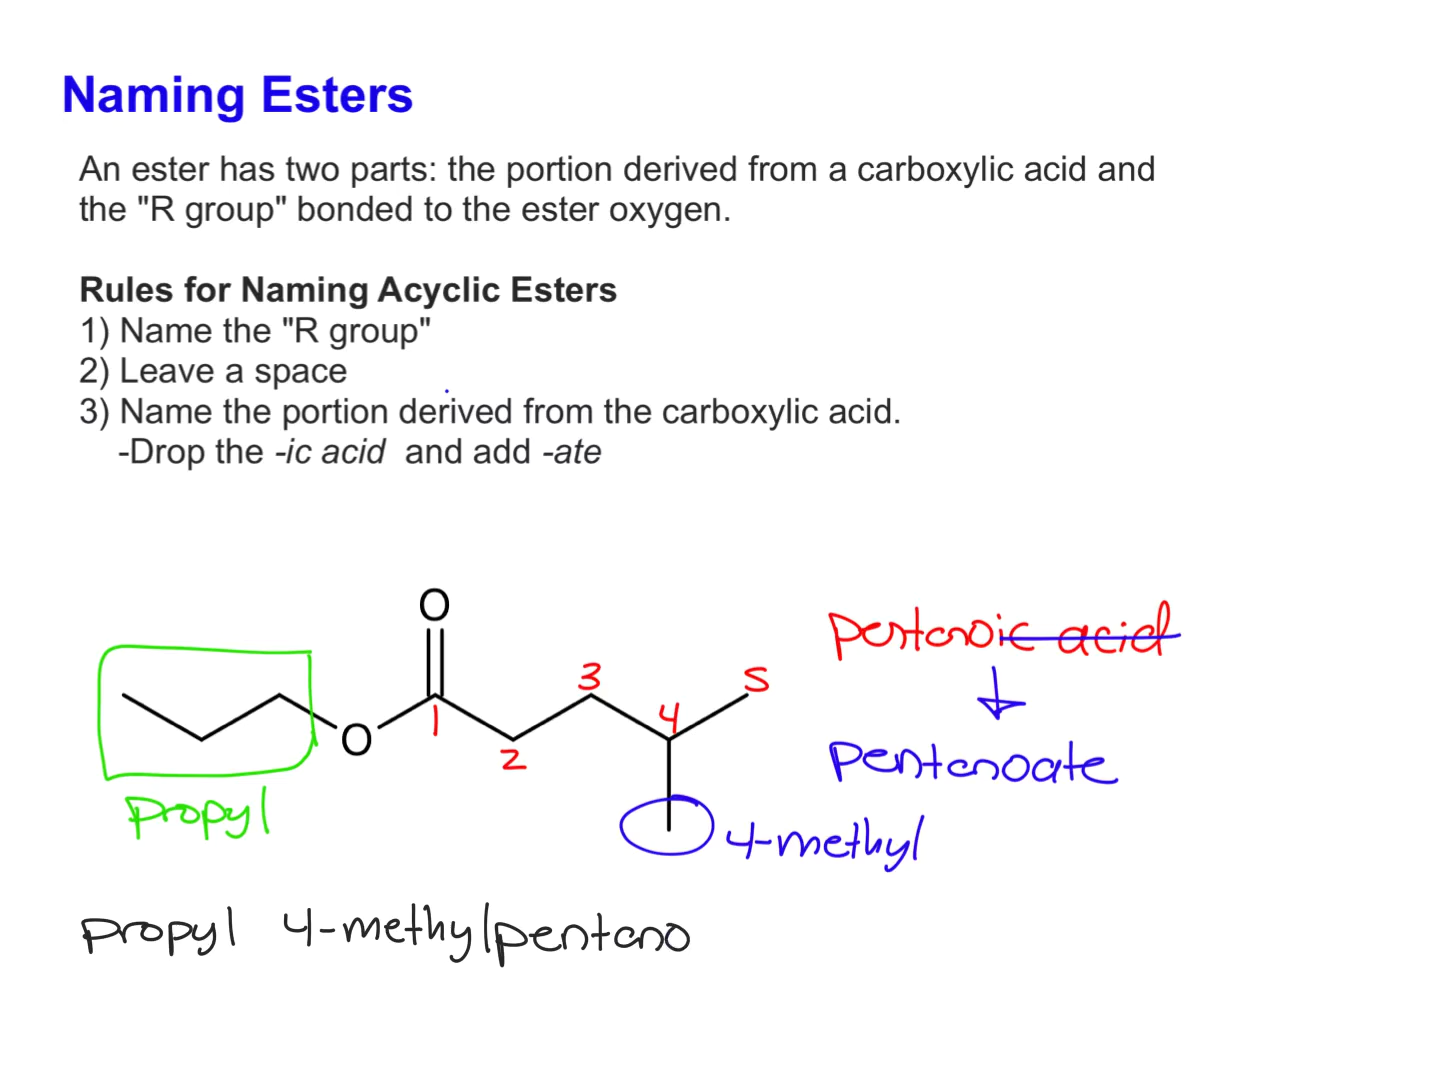 Naming Esters
An ester has two parts: the portion derived from a carboxylic acid and
the "R group" bonded to the ester oxygen.
Rules for Naming Acyclic Esters
1) Name the "R group"
2) Leave a space
3) Name the portion derived from the carboxylic acid.
-Drop the -ic acid and add -ate
O
O
1
2
3
4
5
pentanoic acid
pentanoate
propyl
4-methyl
propyl 4-methylpentano